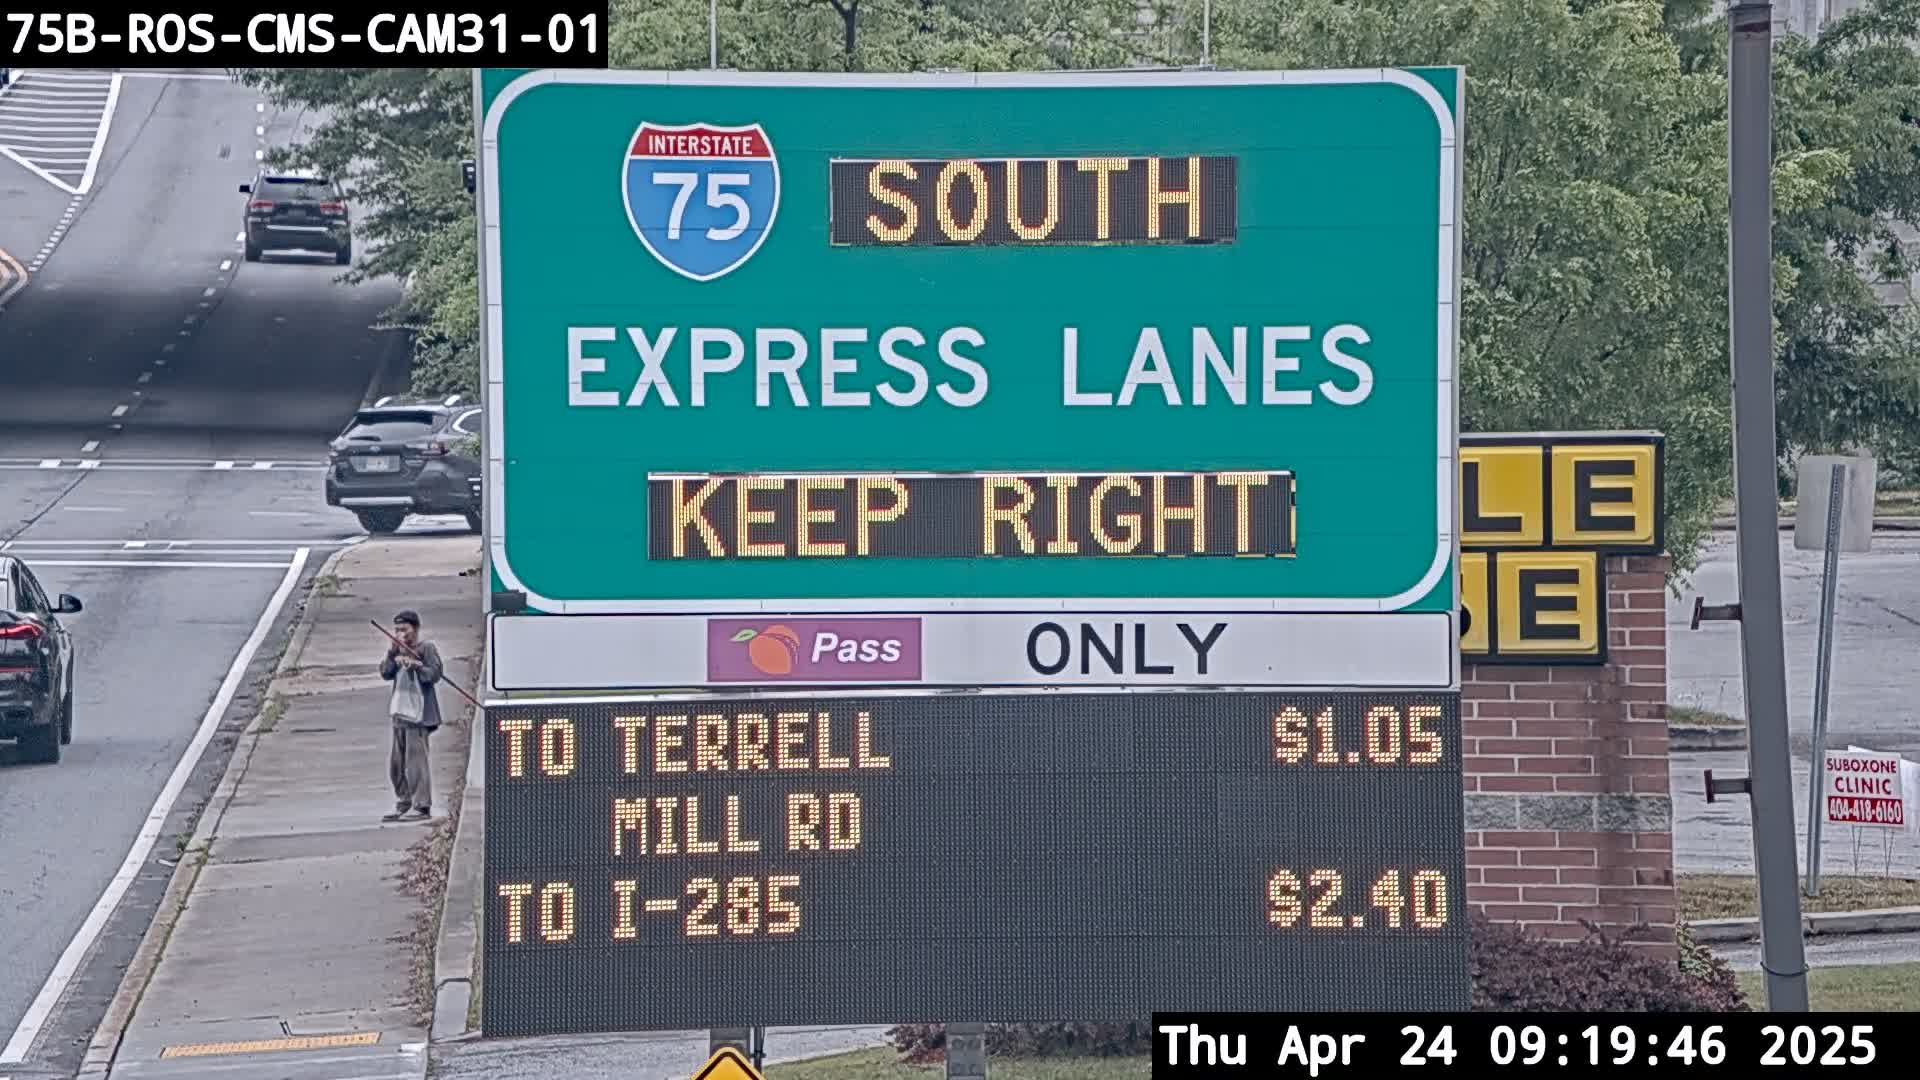 75B-ROS-CMS-CAM31-01
INTERSTATE
75
SOUTH
EXPRESS LANES
KEEP RIGHT
Pass ONLY
TO TERRELL $1.05
MILL RD
TO I-285 $2.40
LE
E
SUBOXONE
CLINIC
404-418-6160
Thu Apr 24 09:19:46 2025